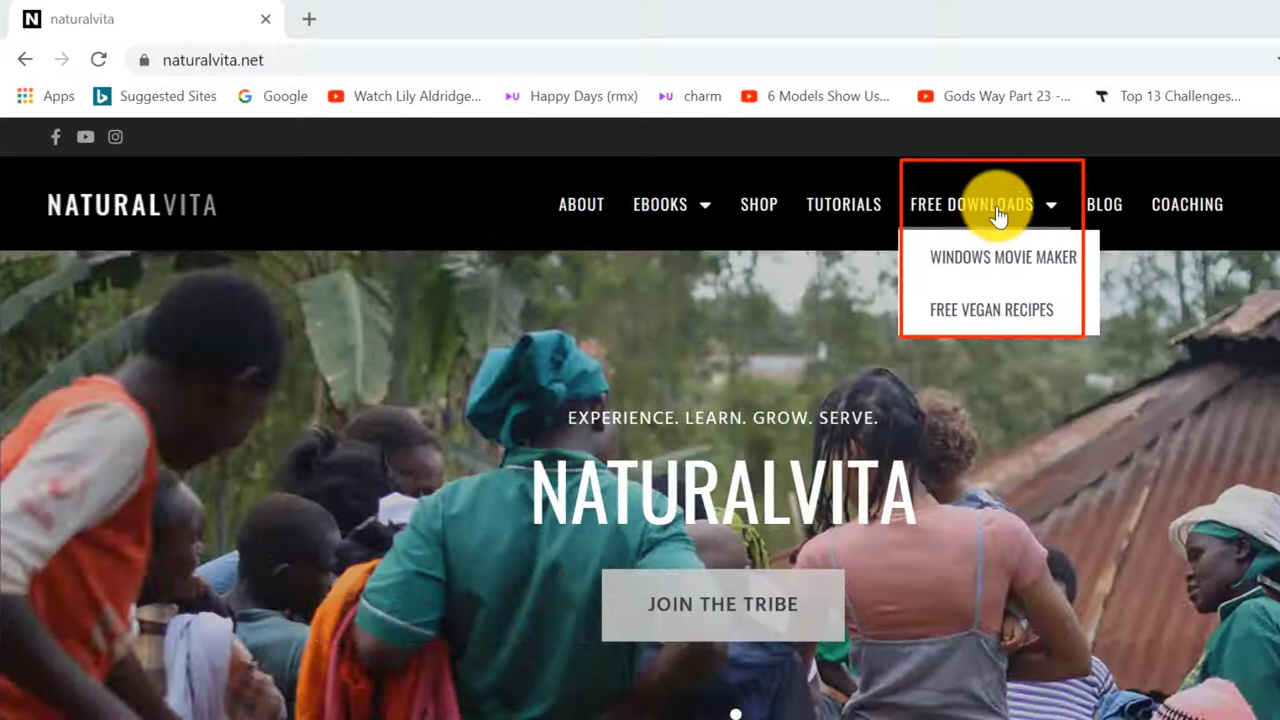 N naturalvita
naturalvita.net
Apps Suggested Sites Google Watch Lily Aldridge... Happy Days (rmx) charm 6 Models Show Us... Gods Way Part 23 -... Top 13 Challenges...
NATURALVITA ABOUT EBOOKS SHOP TUTORIALS FREE DOWNLOADS BLOG COACHING
WINDOWS MOVIE MAKER
FREE VEGAN RECIPES
EXPERIENCE. LEARN. GROW. SERVE.
NATURALVITA
JOIN THE TRIBE